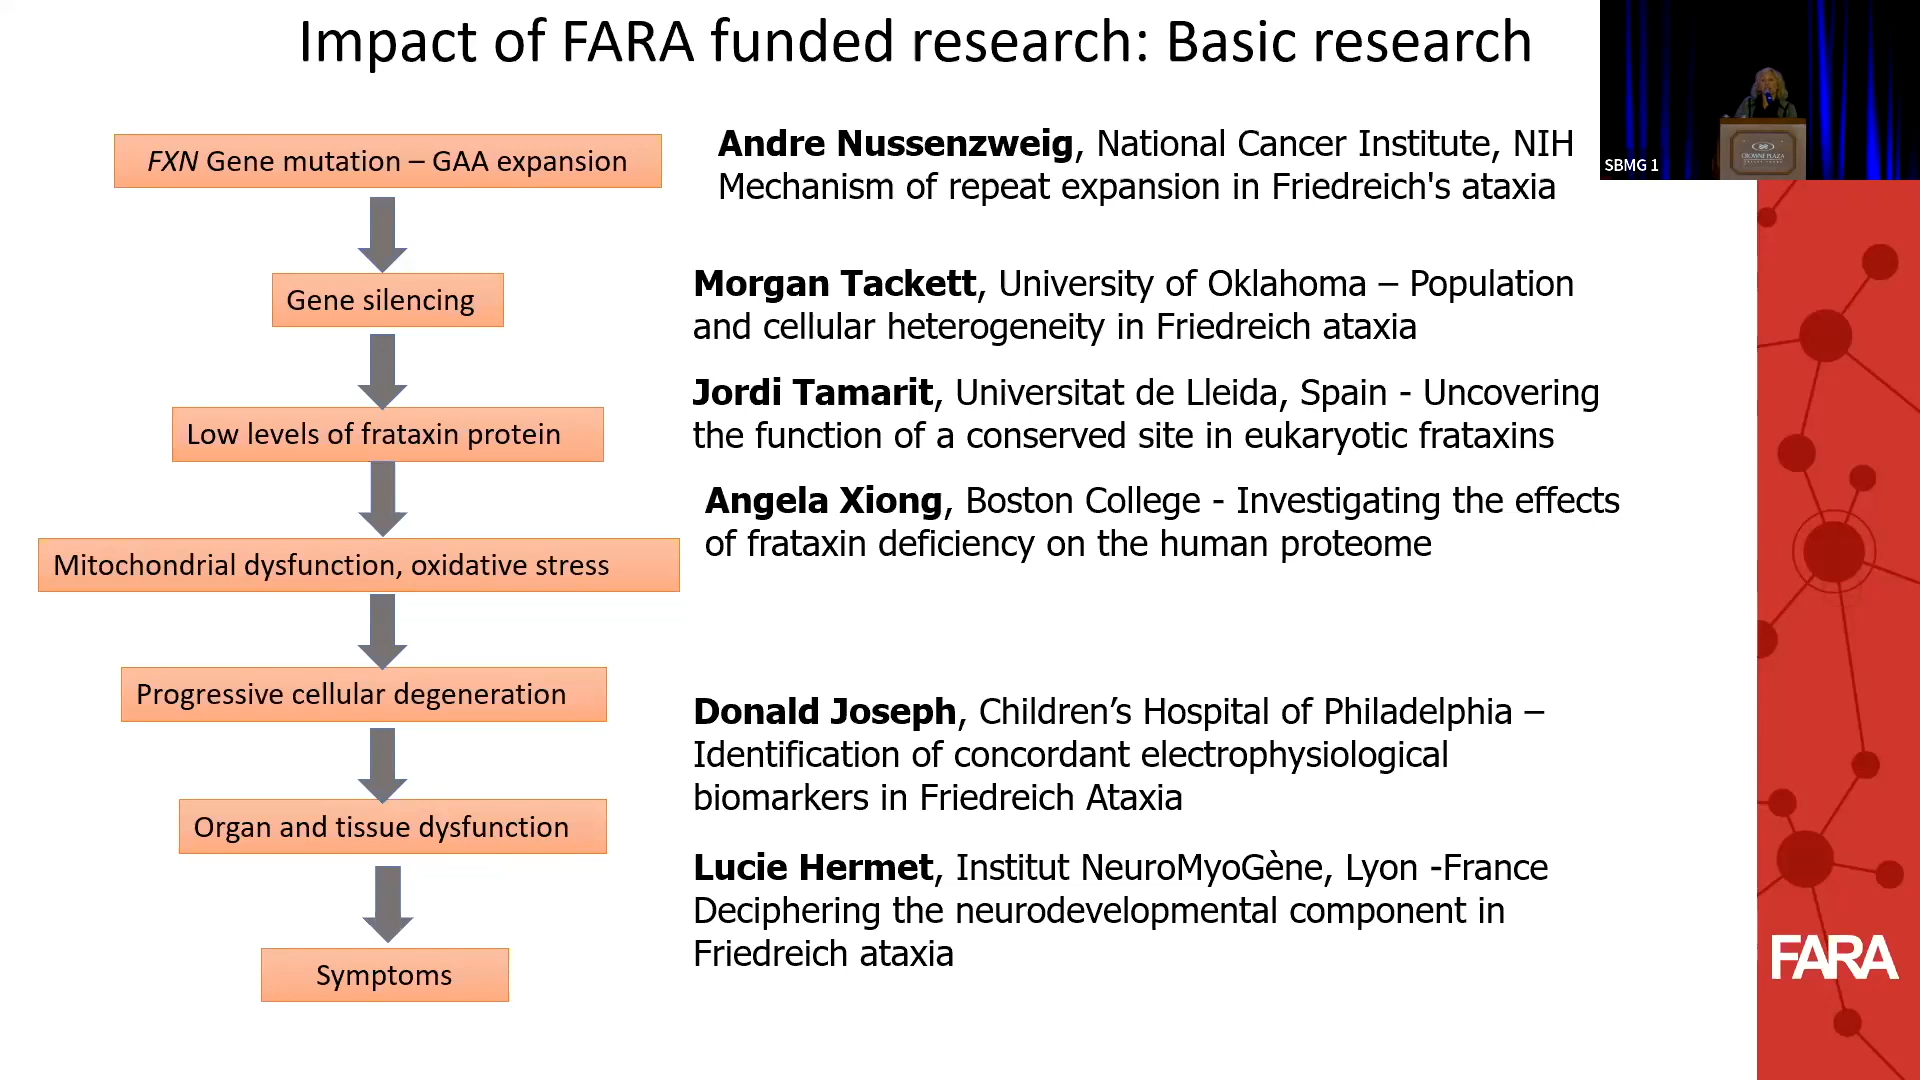 Impact of FARA funded research: Basic research
FXN Gene mutation – GAA expansion
Gene silencing
Low levels of frataxin protein
Mitochondrial dysfunction, oxidative stress
Progressive cellular degeneration
Organ and tissue dysfunction
Symptoms
Andre Nussenzweig, National Cancer Institute, NIH
Mechanism of repeat expansion in Friedreich's ataxia
Morgan Tackett, University of Oklahoma – Population
and cellular heterogeneity in Friedreich ataxia
Jordi Tamarit, Universitat de Lleida, Spain - Uncovering
the function of a conserved site in eukaryotic frataxins
Angela Xiong, Boston College - Investigating the effects
of frataxin deficiency on the human proteome
Donald Joseph, Children’s Hospital of Philadelphia –
Identification of concordant electrophysiological
biomarkers in Friedreich Ataxia
Lucie Hermet, Institut NeuroMyoGène, Lyon -France
Deciphering the neurodevelopmental component in
Friedreich ataxia
SBMG 1
CROWNE PLAZA
FARA